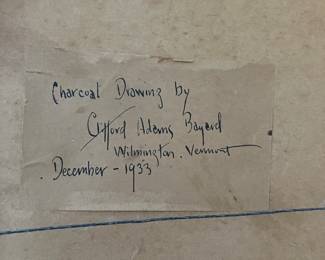 Charcoal Drawing by
Clifford Adams Bayard
Wilmington. Vermont
. December - 1933